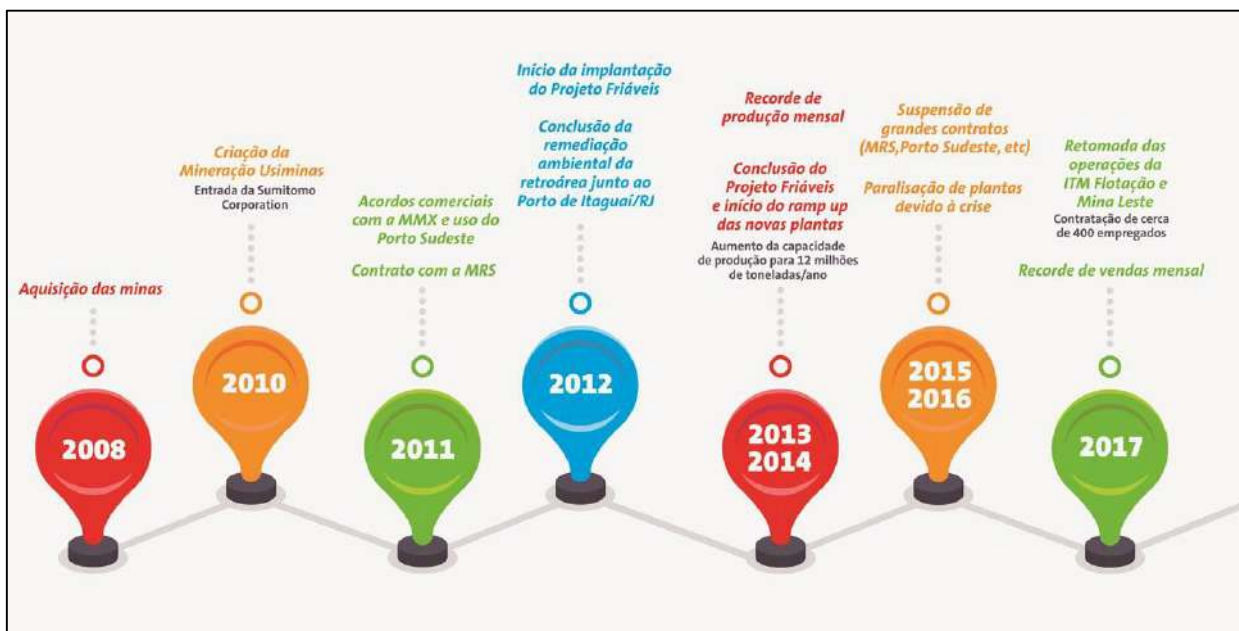 Aquisição das minas
2008
Criação da
Mineração Usiminas
Entrada da Sumitomo
Corporation
2010
Acordos comerciais
com a MMX e uso do
Porto Sudeste
Contrato com a MRS
2011
Início da implantação
do Projeto Friáveis
Conclusão da
remediação
ambiental da
retroárea junto ao
Porto de Itaguaí/RJ
2012
Recorde de
produção mensal
Conclusão do
Projeto Friáveis
e início do ramp up
das novas plantas
Aumento da capacidade
de produção para 12 milhões
de toneladas/ano
2013
2014
Suspensão de
grandes contratos
(MRS,Porto Sudeste, etc)
Paralisação de plantas
devido à crise
2015
2016
Retomada das
operações da
ITM Flotação e
Mina Leste
Contratação de cerca
de 400 empregados
Recorde de vendas mensal
2017